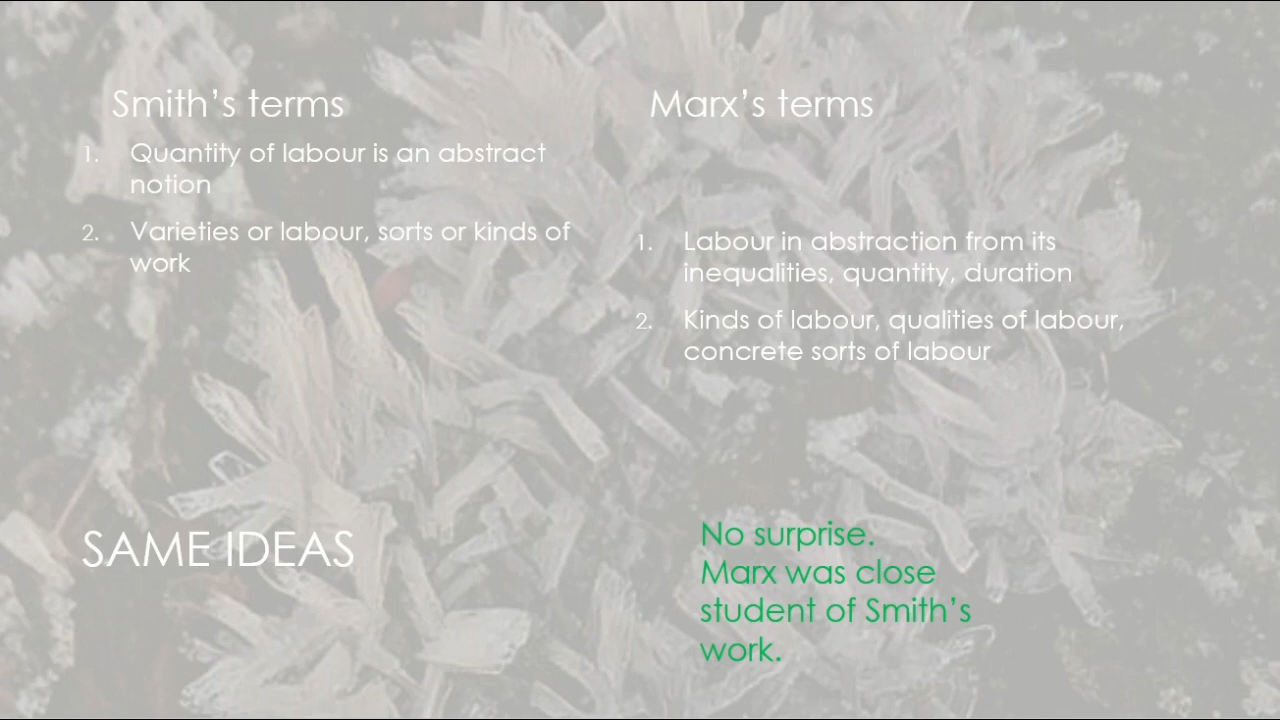 Smith's terms
1. Quantity of labour is an abstract
notion
2. Varieties or labour, sorts or kinds of
work
Marx's terms
1. Labour in abstraction from its
inequalities, quantity, duration
2. Kinds of labour, qualities of labour,
concrete sorts of labour
SAME IDEAS
No surprise.
Marx was close
student of Smith's
work.